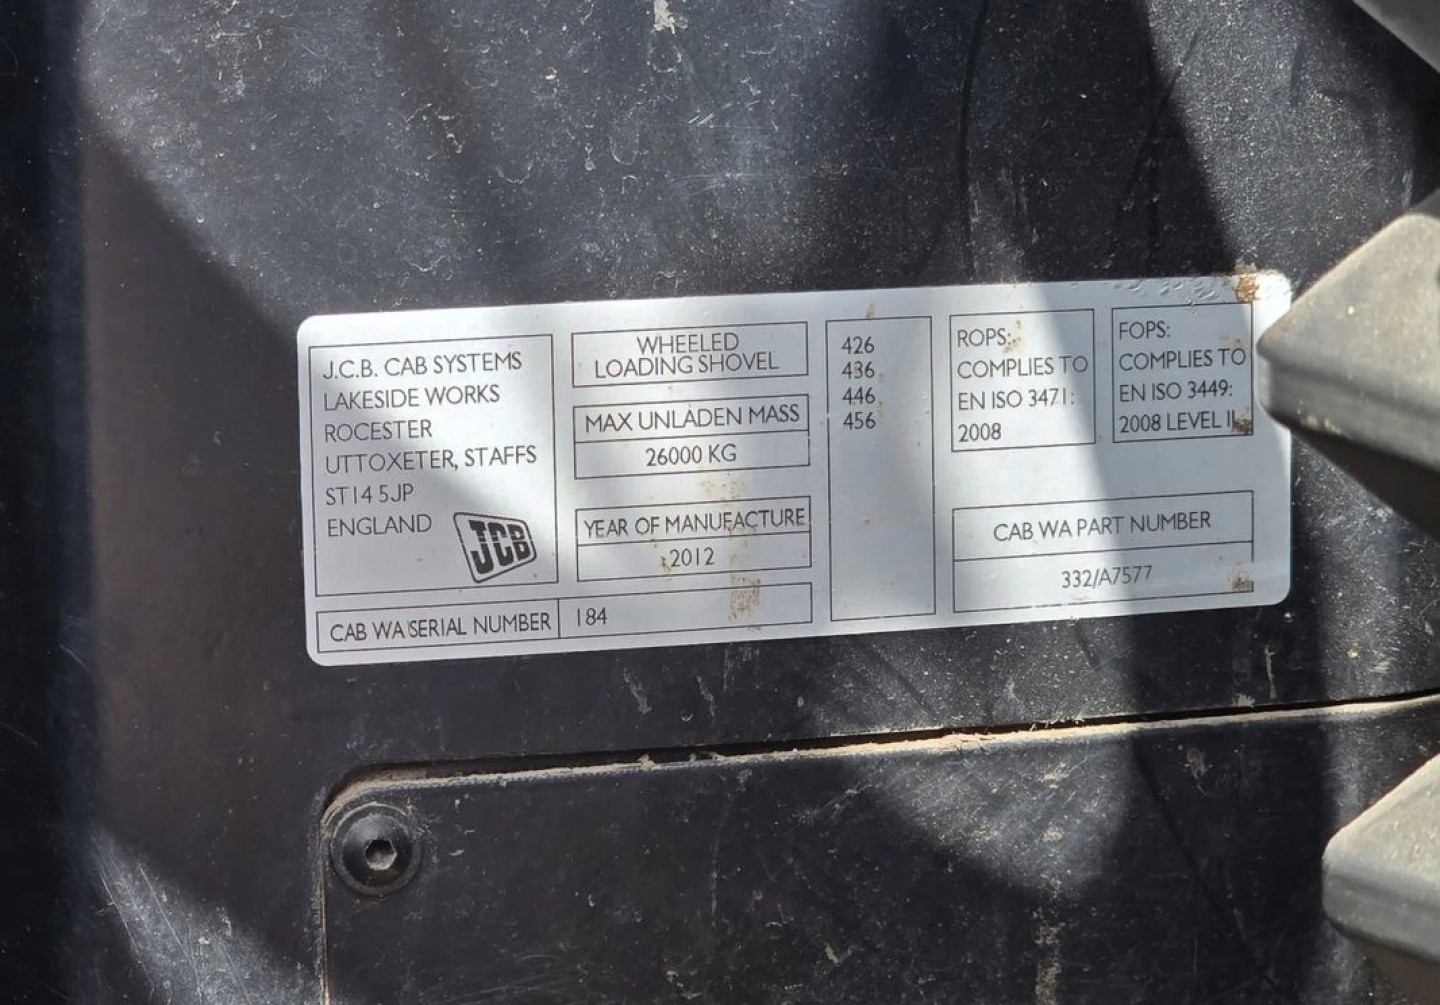 J.C.B. CAB SYSTEMS
LAKESIDE WORKS
ROCESTER
UTTOXETER, STAFFS
ST14 5JP
ENGLAND
JCB
CAB WA SERIAL NUMBER
184
WHEELED
LOADING SHOVEL
MAX UNLADEN MASS
26000 KG
YEAR OF MANUFACTURE
2012
426
436
446
456
ROPS:
COMPLIES TO
EN ISO 3471:
2008
FOPS:
COMPLIES TO
EN ISO 3449:
2008 LEVEL II
CAB WA PART NUMBER
332/A7577